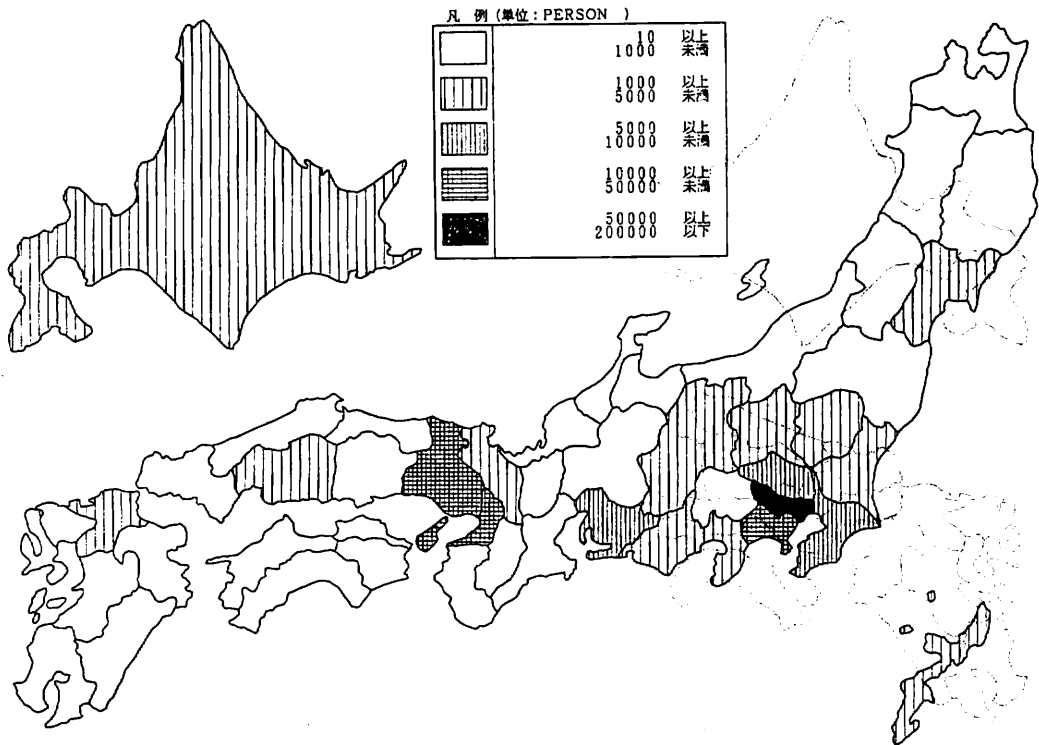 凡 例 (単位 : PERSON )
10 以上
1000 未満
1000 以上
5000 未満
5000 以上
10000 未満
10000 以上
50000 未満
50000 以上
200000 以下